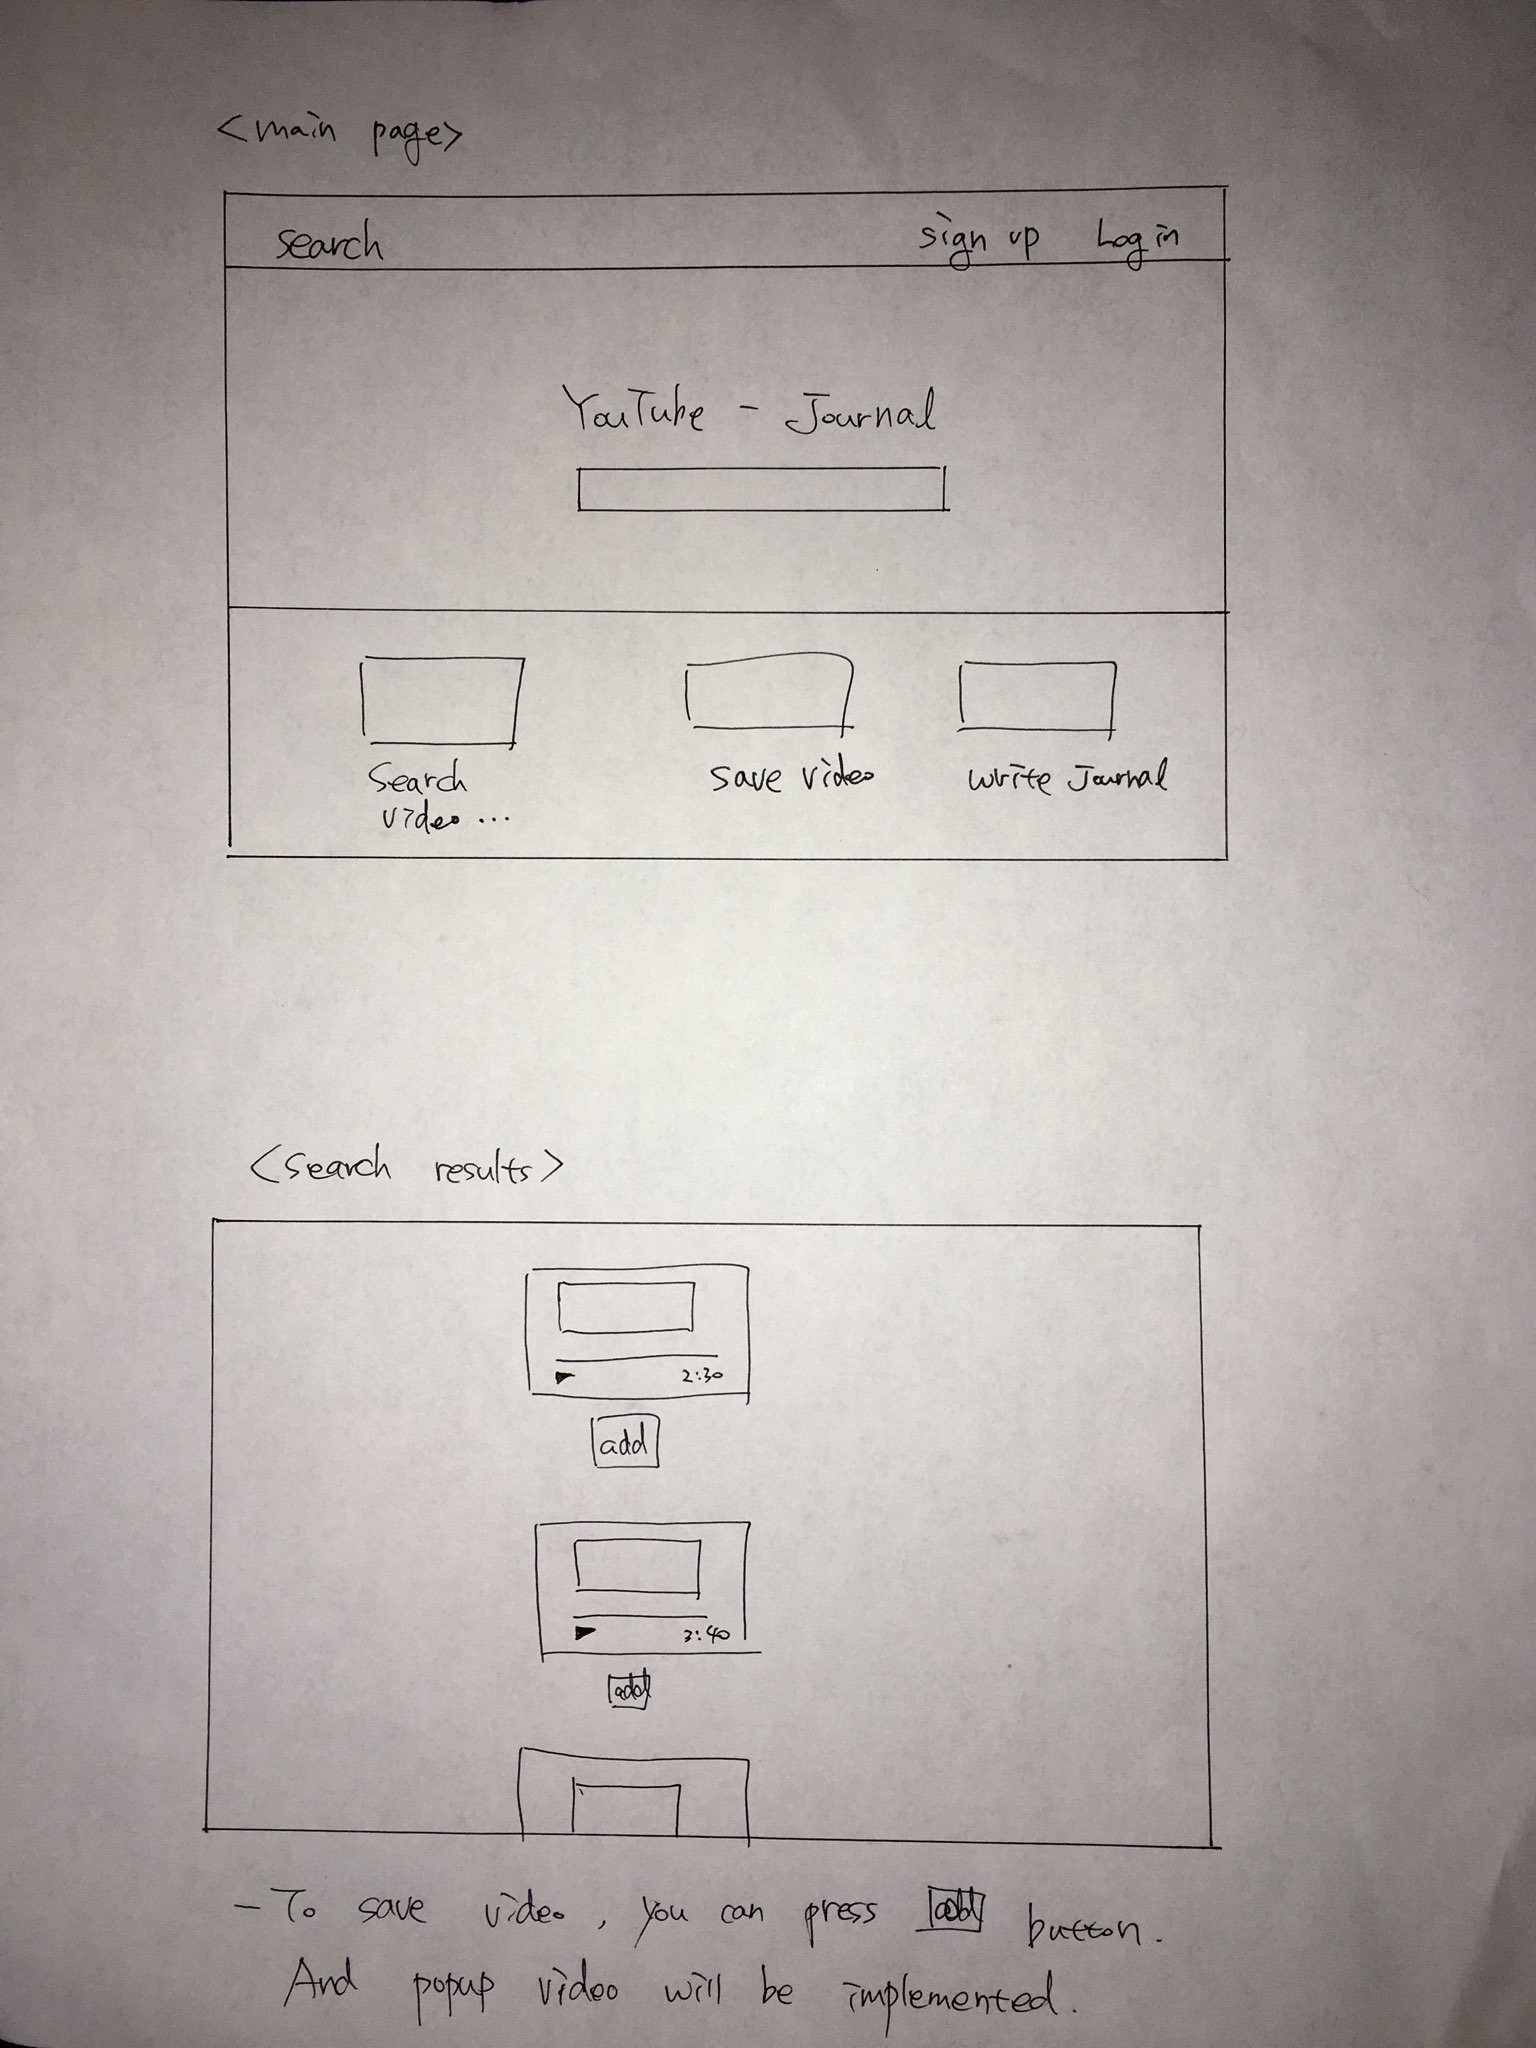 <main page>
search sign up Log in
YouTube - Journal
Search save video write Journal
video ...
<Search results>
2:30
add
3:40
add
- To save video, you can press add button.
And popup video will be implemented.